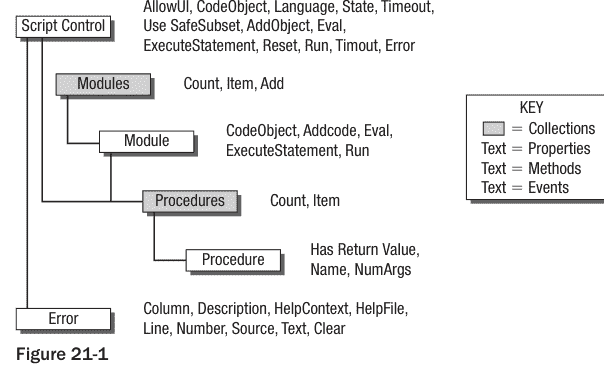 AllowUI, CodeObject, Language, State, Timeout,
Script Control
Use SafeSubset, AddObject, Eval,
ExecuteStatement, Reset, Run, Timout, Error
Modules
Count, Item, Add
Module
CodeObject, Addcode, Eval,
ExecuteStatement, Run
Procedures
Count, Item
Procedure
Has Return Value,
Name, NumArgs
Error
Column, Description, HelpContext, HelpFile,
Line, Number, Source, Text, Clear
KEY
= Collections
Text = Properties
Text = Methods
Text = Events
Figure 21-1